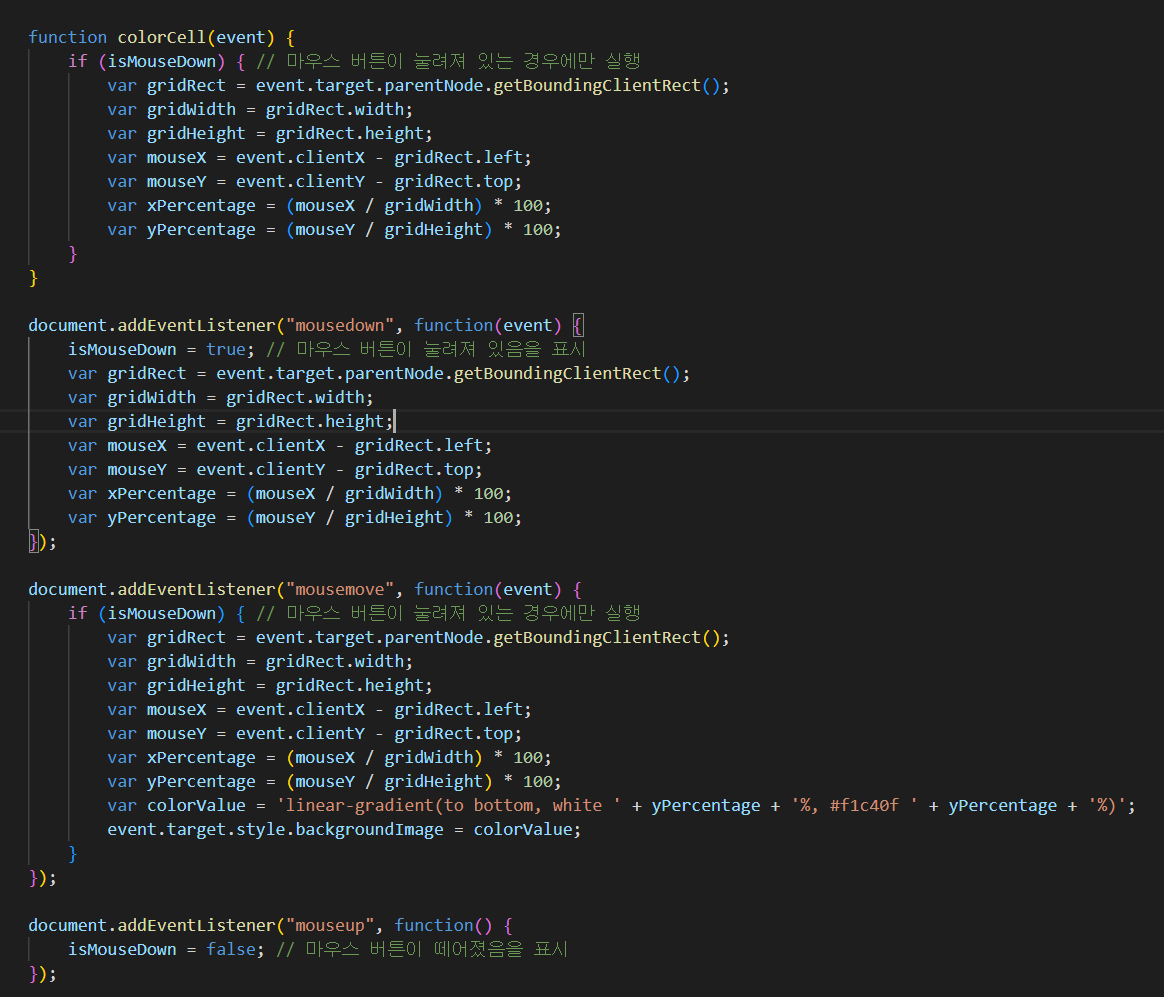 function colorCell(event) {
if (isMouseDown) { // 마우스 버튼이 눌려져 있는 경우에만 실행
var gridRect = event.target.parentNode.getBoundingClientRect();
var gridWidth = gridRect.width;
var gridHeight = gridRect.height;
var mouseX = event.clientX - gridRect.left;
var mouseY = event.clientY - gridRect.top;
var xPercentage = (mouseX / gridWidth) * 100;
var yPercentage = (mouseY / gridHeight) * 100;
}
}
document.addEventListener("mousedown", function(event) {
isMouseDown = true; // 마우스 버튼이 눌려져 있음을 표시
var gridRect = event.target.parentNode.getBoundingClientRect();
var gridWidth = gridRect.width;
var gridHeight = gridRect.height;
var mouseX = event.clientX - gridRect.left;
var mouseY = event.clientY - gridRect.top;
var xPercentage = (mouseX / gridWidth) * 100;
var yPercentage = (mouseY / gridHeight) * 100;
});
document.addEventListener("mousemove", function(event) {
if (isMouseDown) { // 마우스 버튼이 눌려져 있는 경우에만 실행
var gridRect = event.target.parentNode.getBoundingClientRect();
var gridWidth = gridRect.width;
var gridHeight = gridRect.height;
var mouseX = event.clientX - gridRect.left;
var mouseY = event.clientY - gridRect.top;
var xPercentage = (mouseX / gridWidth) * 100;
var yPercentage = (mouseY / gridHeight) * 100;
var colorValue = 'linear-gradient(to bottom, white ' + yPercentage + '%, #f1c40f ' + yPercentage + '%)';
event.target.style.backgroundImage = colorValue;
}
});
document.addEventListener("mouseup", function() {
isMouseDown = false; // 마우스 버튼이 떼어졌음을 표시
});